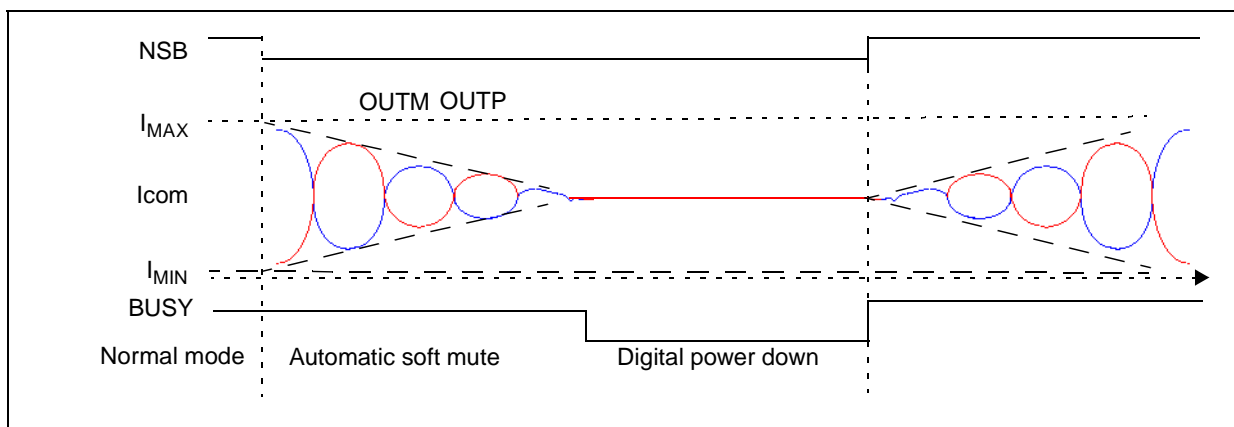 NSB
OUTM OUTP
IMAX
Icom
IMIN
BUSY
Normal mode
Automatic soft mute
Digital power down